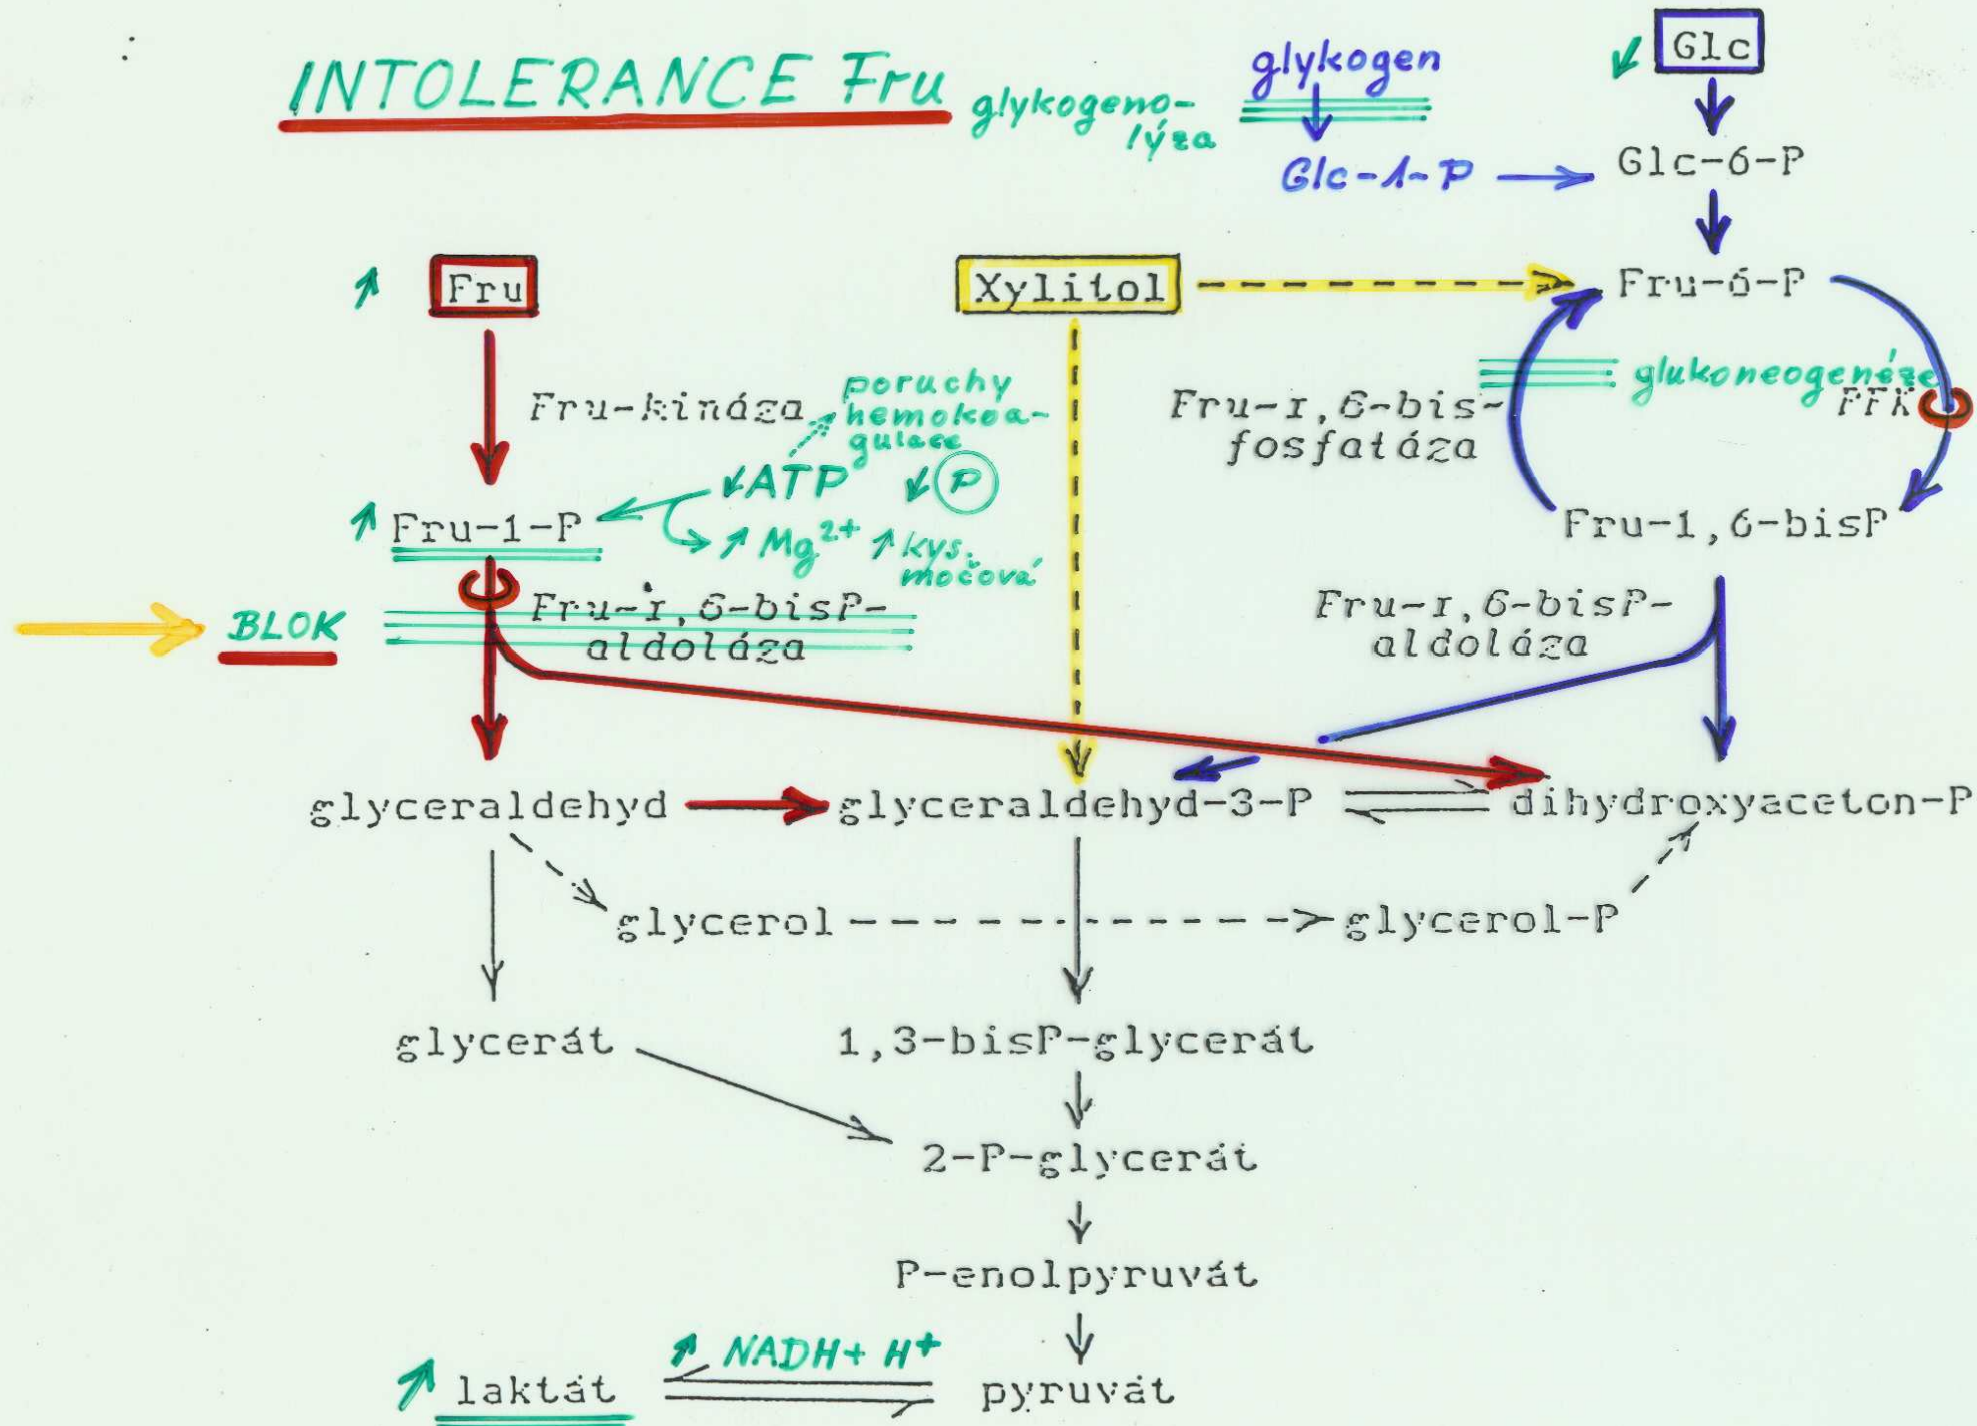 INTOLERANCE Fru
glykogeno-
lýza
glykogen
Glc
Glc-1-P
Glc-6-P
Fru
Xylitol
Fru-6-P
Fru-kináza
poruchy
hemokoa-
gulace
Fru-1,6-bis-
fosfatáza
glukoneogenéze
PFK
↓ATP
↓ P
Fru-1-P
↑ Mg2+ ↑ kys.
močová
Fru-1,6-bisP
BLOK
Fru-1,6-bisP-
aldoláza
Fru-1,6-bisP-
aldoláza
glyceraldehyd
glyceraldehyd-3-P
dihydroxyaceton-P
glycerol
glycerol-P
glycerát
1,3-bisP-glycerát
2-P-glycerát
P-enolpyruvát
↑ NADH+ H+
↑ laktát
pyruvát